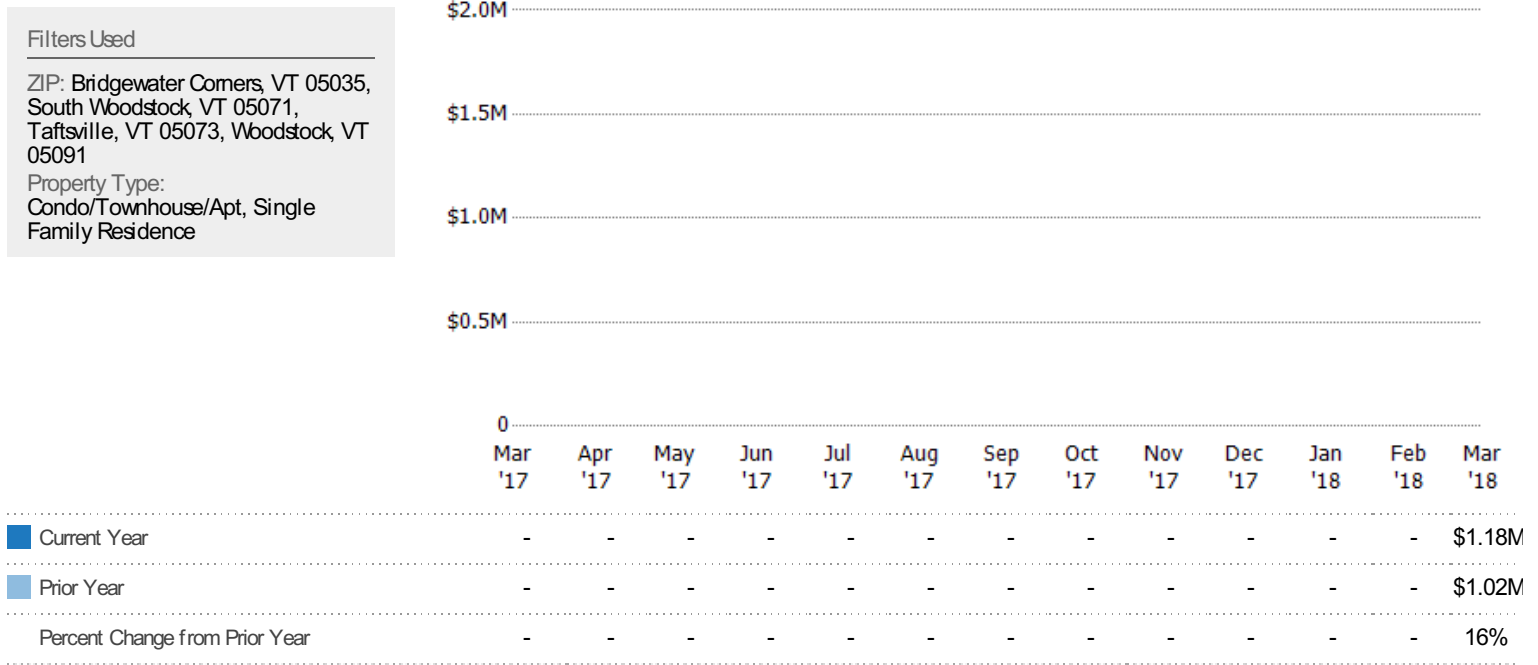 Filters Used
ZIP: Bridgewater Corners, VT 05035,
South Woodstock, VT 05071,
Taftsville, VT 05073, Woodstock, VT
05091
Property Type:
Condo/Townhouse/Apt, Single
Family Residence
$2.0M
$1.5M
$1.0M
$0.5M
0
Mar Apr May Jun Jul Aug Sep Oct Nov Dec Jan Feb Mar
'17 '17 '17 '17 '17 '17 '17 '17 '17 '17 '18 '18 '18
Current Year - - - - - - - - - - - - $1.18M
Prior Year - - - - - - - - - - - - $1.02M
Percent Change from Prior Year - - - - - - - - - - - - 16%